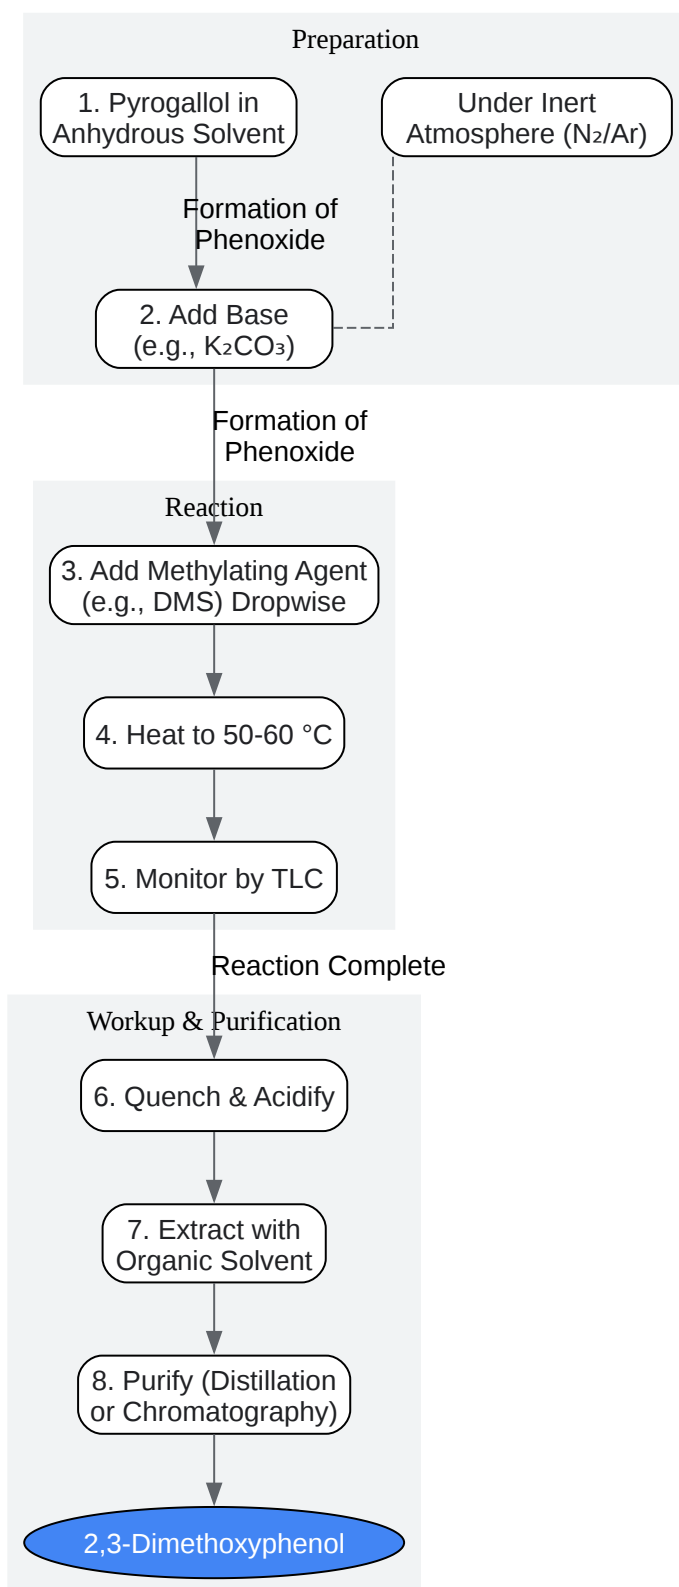 Preparation
1. Pyrogallol in
Anhydrous Solvent
Under Inert
Atmosphere (N₂/Ar)
Formation of
Phenoxide
2. Add Base
(e.g., K₂CO₃)
Formation of
Phenoxide
Reaction
3. Add Methylating Agent
(e.g., DMS) Dropwise
4. Heat to 50-60 °C
5. Monitor by TLC
Reaction Complete
Workup & Purification
6. Quench & Acidify
7. Extract with
Organic Solvent
8. Purify (Distillation
or Chromatography)
2,3-Dimethoxyphenol